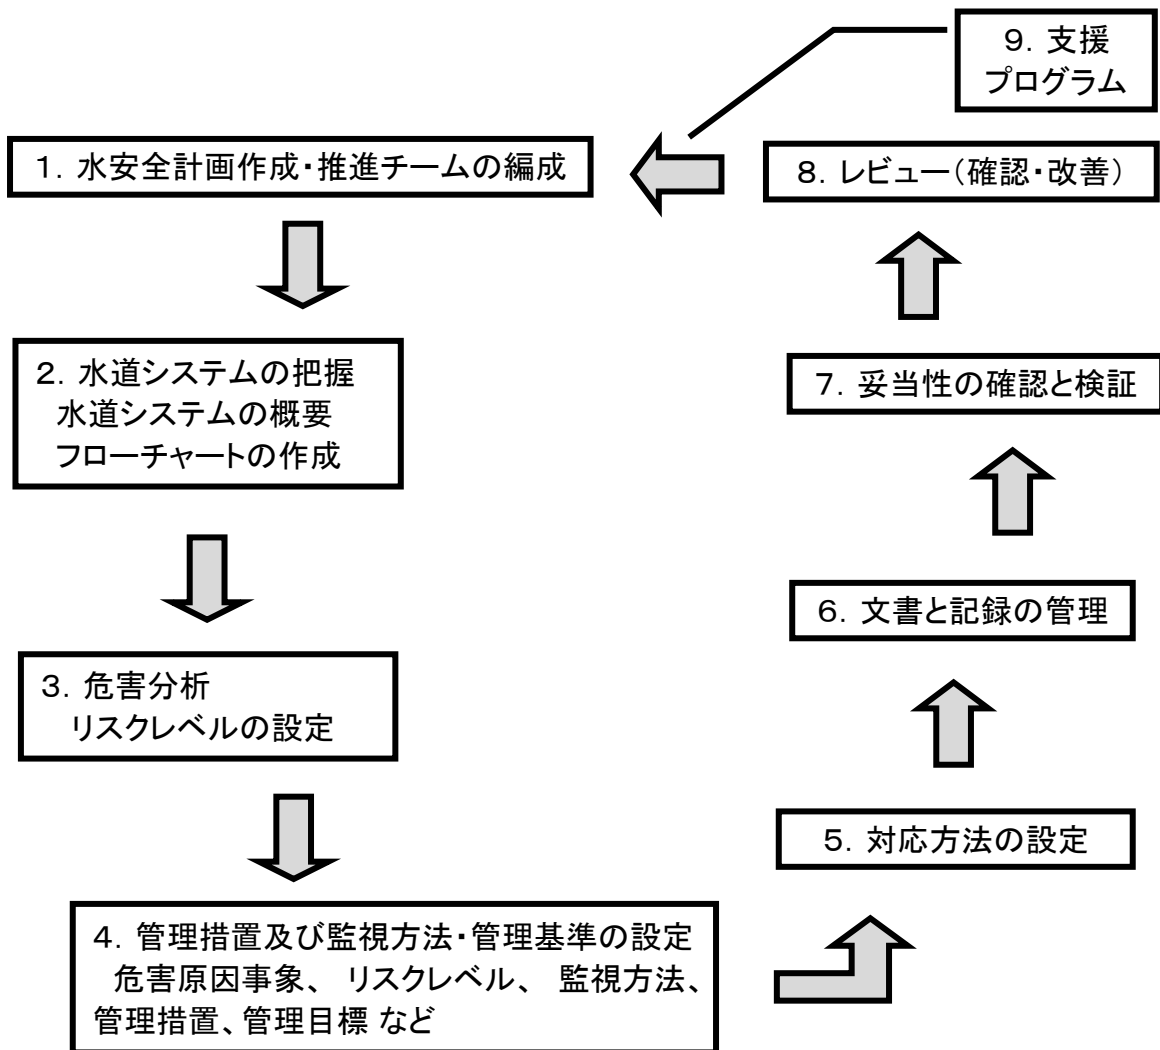 9．支援
プログラム
1．水安全計画作成・推進チームの編成
8．レビュー（確認・改善）
2．水道システムの把握
水道システムの概要
フローチャートの作成
7．妥当性の確認と検証
6．文書と記録の管理
3．危害分析
リスクレベルの設定
5．対応方法の設定
4．管理措置及び監視方法・管理基準の設定
危害原因事象、 リスクレベル、 監視方法、
管理措置、管理目標 など